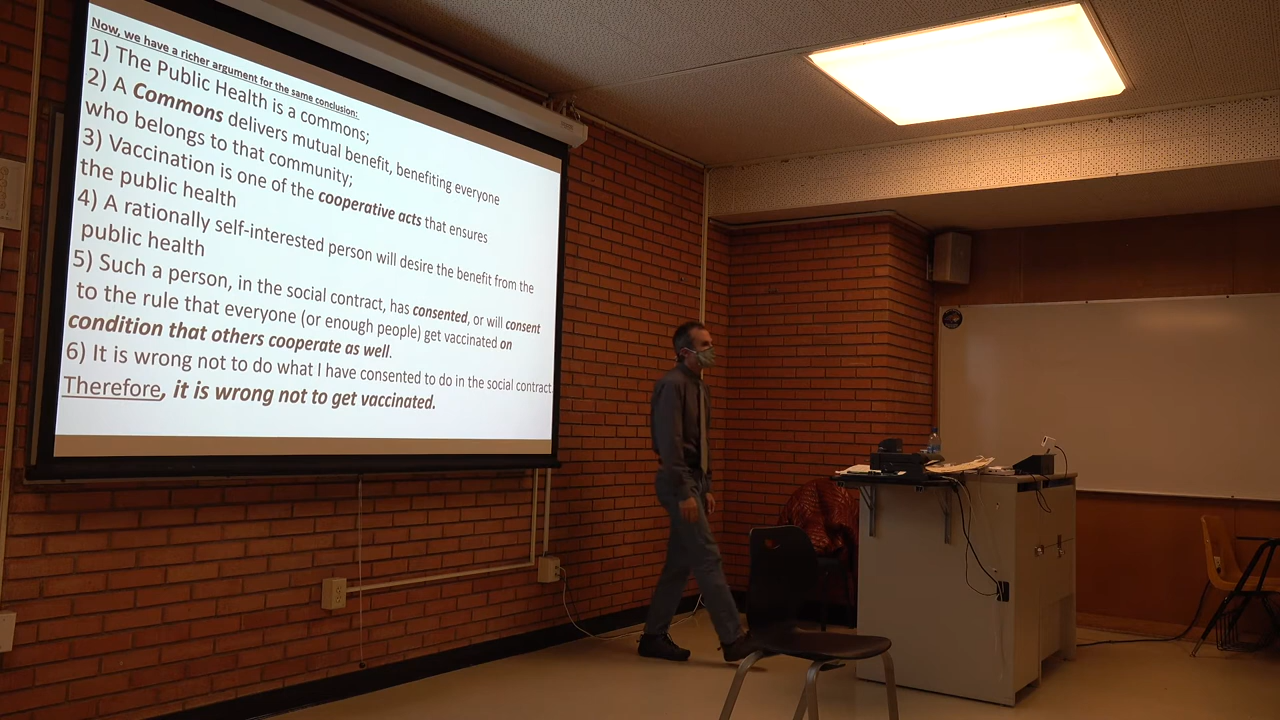 Now, we have a richer argument for the same conclusion:
1) The Public Health is a commons;
2) A Commons delivers mutual benefit, benefiting everyone
who belongs to that community;
3) Vaccination is one of the cooperative acts that ensures
the public health
4) A rationally self-interested person will desire the benefit from the
public health
5) Such a person, in the social contract, has consented, or will consent
to the rule that everyone (or enough people) get vaccinated on
condition that others cooperate as well.
6) It is wrong not to do what I have consented to do in the social contract.
Therefore, it is wrong not to get vaccinated.